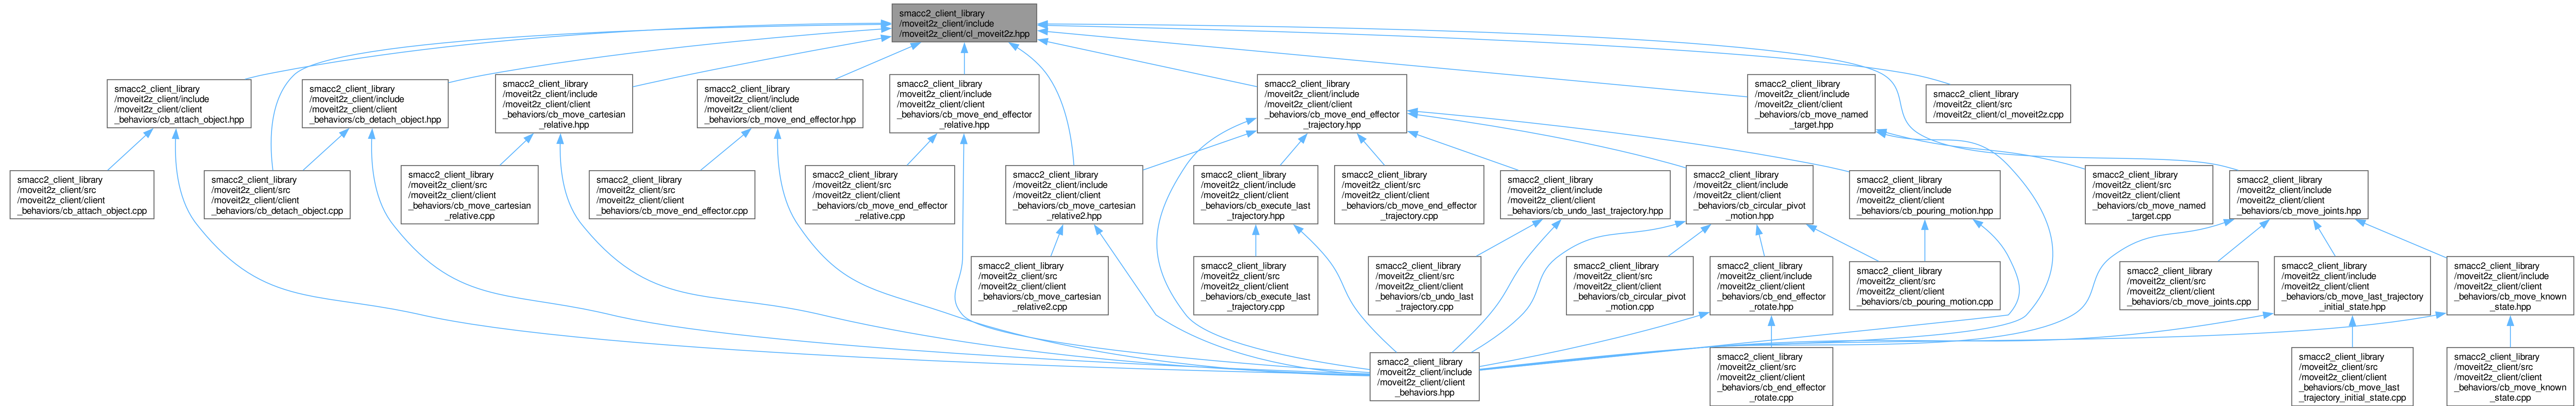 smacc2_client_library
/moveit2z_client/include
/moveit2z_client/cl_moveit2z.hpp
smacc2_client_library
/moveit2z_client/include
/moveit2z_client/client
_behaviors/cb_attach_object.hpp
smacc2_client_library
/moveit2z_client/include
/moveit2z_client/client
_behaviors/cb_detach_object.hpp
smacc2_client_library
/moveit2z_client/include
/moveit2z_client/client
_behaviors/cb_move_cartesian
_relative.hpp
smacc2_client_library
/moveit2z_client/include
/moveit2z_client/client
_behaviors/cb_move_end_effector.hpp
smacc2_client_library
/moveit2z_client/include
/moveit2z_client/client
_behaviors/cb_move_end_effector
_relative.hpp
smacc2_client_library
/moveit2z_client/include
/moveit2z_client/client
_behaviors/cb_move_end_effector
_trajectory.hpp
smacc2_client_library
/moveit2z_client/include
/moveit2z_client/client
_behaviors/cb_move_named
_target.hpp
smacc2_client_library
/moveit2z_client/src
/moveit2z_client/cl_moveit2z.cpp
smacc2_client_library
/moveit2z_client/src
/moveit2z_client/client
_behaviors/cb_attach_object.cpp
smacc2_client_library
/moveit2z_client/src
/moveit2z_client/client
_behaviors/cb_detach_object.cpp
smacc2_client_library
/moveit2z_client/src
/moveit2z_client/client
_behaviors/cb_move_cartesian
_relative.cpp
smacc2_client_library
/moveit2z_client/src
/moveit2z_client/client
_behaviors/cb_move_end_effector.cpp
smacc2_client_library
/moveit2z_client/src
/moveit2z_client/client
_behaviors/cb_move_end_effector
_relative.cpp
smacc2_client_library
/moveit2z_client/include
/moveit2z_client/client
_behaviors/cb_move_cartesian
_relative2.hpp
smacc2_client_library
/moveit2z_client/include
/moveit2z_client/client
_behaviors/cb_execute_last
_trajectory.hpp
smacc2_client_library
/moveit2z_client/src
/moveit2z_client/client
_behaviors/cb_move_end_effector
_trajectory.cpp
smacc2_client_library
/moveit2z_client/include
/moveit2z_client/client
_behaviors/cb_undo_last_trajectory.hpp
smacc2_client_library
/moveit2z_client/include
/moveit2z_client/client
_behaviors/cb_circular_pivot
_motion.hpp
smacc2_client_library
/moveit2z_client/include
/moveit2z_client/client
_behaviors/cb_pouring_motion.hpp
smacc2_client_library
/moveit2z_client/src
/moveit2z_client/client
_behaviors/cb_move_named
_target.cpp
smacc2_client_library
/moveit2z_client/include
/moveit2z_client/client
_behaviors/cb_move_joints.hpp
smacc2_client_library
/moveit2z_client/src
/moveit2z_client/client
_behaviors/cb_move_cartesian
_relative2.cpp
smacc2_client_library
/moveit2z_client/src
/moveit2z_client/client
_behaviors/cb_execute_last
_trajectory.cpp
smacc2_client_library
/moveit2z_client/src
/moveit2z_client/client
_behaviors/cb_undo_last
_trajectory.cpp
smacc2_client_library
/moveit2z_client/src
/moveit2z_client/client
_behaviors/cb_circular_pivot
_motion.cpp
smacc2_client_library
/moveit2z_client/include
/moveit2z_client/client
_behaviors/cb_end_effector
_rotate.hpp
smacc2_client_library
/moveit2z_client/src
/moveit2z_client/client
_behaviors/cb_pouring_motion.cpp
smacc2_client_library
/moveit2z_client/src
/moveit2z_client/client
_behaviors/cb_move_joints.cpp
smacc2_client_library
/moveit2z_client/include
/moveit2z_client/client
_behaviors/cb_move_last_trajectory
_initial_state.hpp
smacc2_client_library
/moveit2z_client/include
/moveit2z_client/client
_behaviors/cb_move_known
_state.hpp
smacc2_client_library
/moveit2z_client/include
/moveit2z_client/client
_behaviors.hpp
smacc2_client_library
/moveit2z_client/src
/moveit2z_client/client
_behaviors/cb_end_effector
_rotate.cpp
smacc2_client_library
/moveit2z_client/src
/moveit2z_client/client
_behaviors/cb_move_last
_trajectory_initial_state.cpp
smacc2_client_library
/moveit2z_client/src
/moveit2z_client/client
_behaviors/cb_move_known
_state.cpp